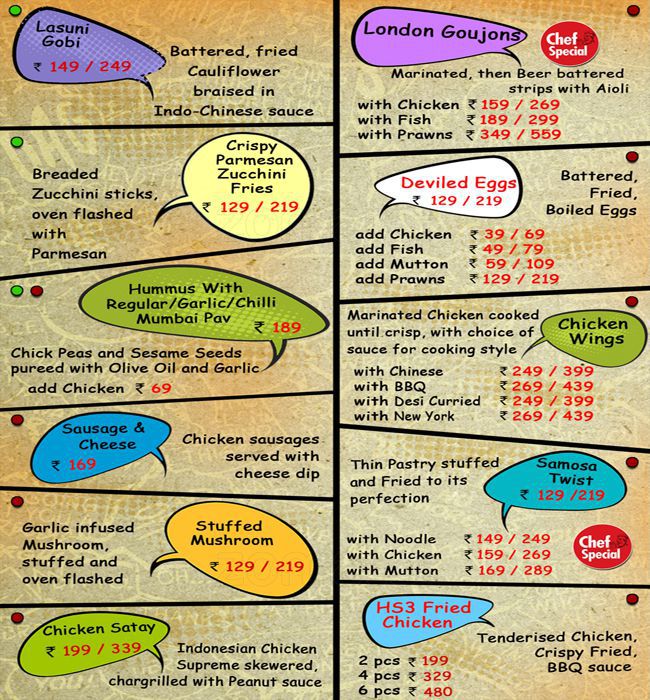 Lasuni
Gobi
₹ 149 / 249
Battered, fried
Cauliflower
braised in
Indo-Chinese sauce
Crispy
Parmesan
Zucchini
Fries
₹ 129 / 219
Breaded
Zucchini sticks,
oven flashed
with
Parmesan
Hummus With
Regular/Garlic/Chilli
Mumbai Pav
₹ 189
Chick Peas and Sesame Seeds
pureed with Olive Oil and Garlic
add Chicken ₹ 69
Sausage &
Cheese
₹ 169
Chicken sausages
served with
cheese dip
Garlic infused
Mushroom,
stuffed and
oven flashed
Stuffed
Mushroom
₹ 129 / 219
Chicken Satay
₹ 199 / 339
Indonesian Chicken
Supreme skewered,
chargrilled with Peanut sauce
London Goujons
Chef
Special
Marinated, then Beer battered
strips with Aioli
with Chicken ₹ 159 / 269
with Fish ₹ 189 / 299
with Prawns ₹ 349 / 559
Deviled Eggs
₹ 129 / 219
Battered,
Fried,
Boiled Eggs
add Chicken ₹ 39 / 69
add Fish ₹ 49 / 79
add Mutton ₹ 59 / 109
add Prawns ₹ 129 / 219
Marinated Chicken cooked
until crisp, with choice of
sauce for cooking style
Chicken
Wings
with Chinese ₹ 249 / 399
with BBQ ₹ 269 / 439
with Desi Curried ₹ 249 / 399
with New York ₹ 269 / 439
Thin Pastry stuffed
and Fried to its
perfection
Samosa
Twist
₹ 129 /219
with Noodle ₹ 149 / 249
with Chicken ₹ 159 / 269
with Mutton ₹ 169 / 289
Chef
Special
HS3 Fried
Chicken
Tenderised Chicken,
Crispy Fried,
BBQ sauce
2 pcs ₹ 199
4 pcs ₹ 329
6 pcs ₹ 480